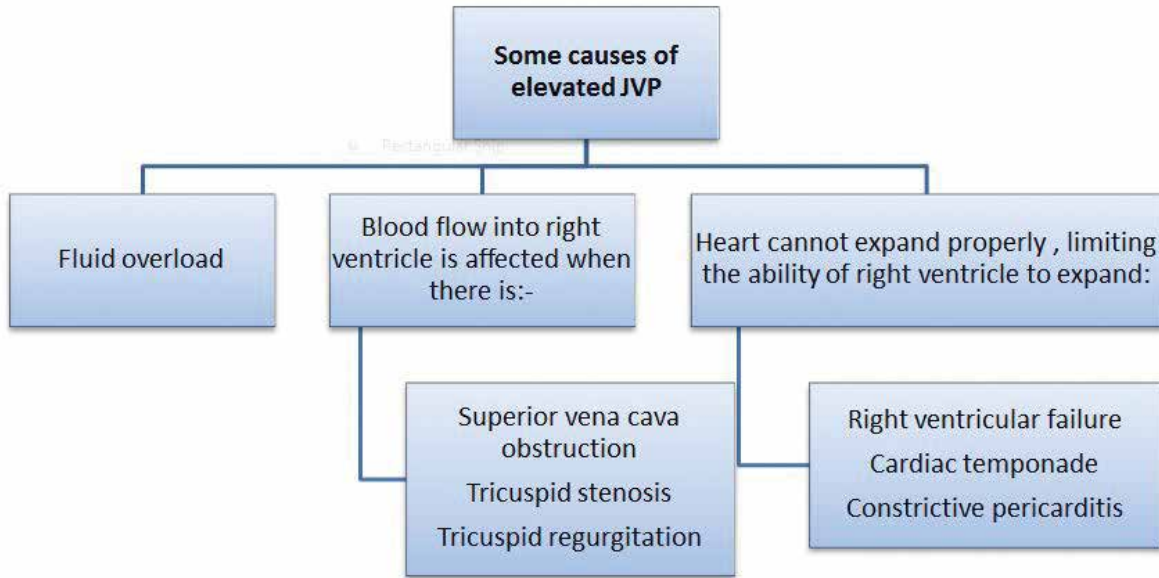 Some causes of
elevated JVP
Rectangular Snip
Fluid overload
Blood flow into right
ventricle is affected when
there is:-
Heart cannot expand properly , limiting
the ability of right ventricle to expand:
Superior vena cava
obstruction
Tricuspid stenosis
Tricuspid regurgitation
Right ventricular failure
Cardiac temponade
Constrictive pericarditis